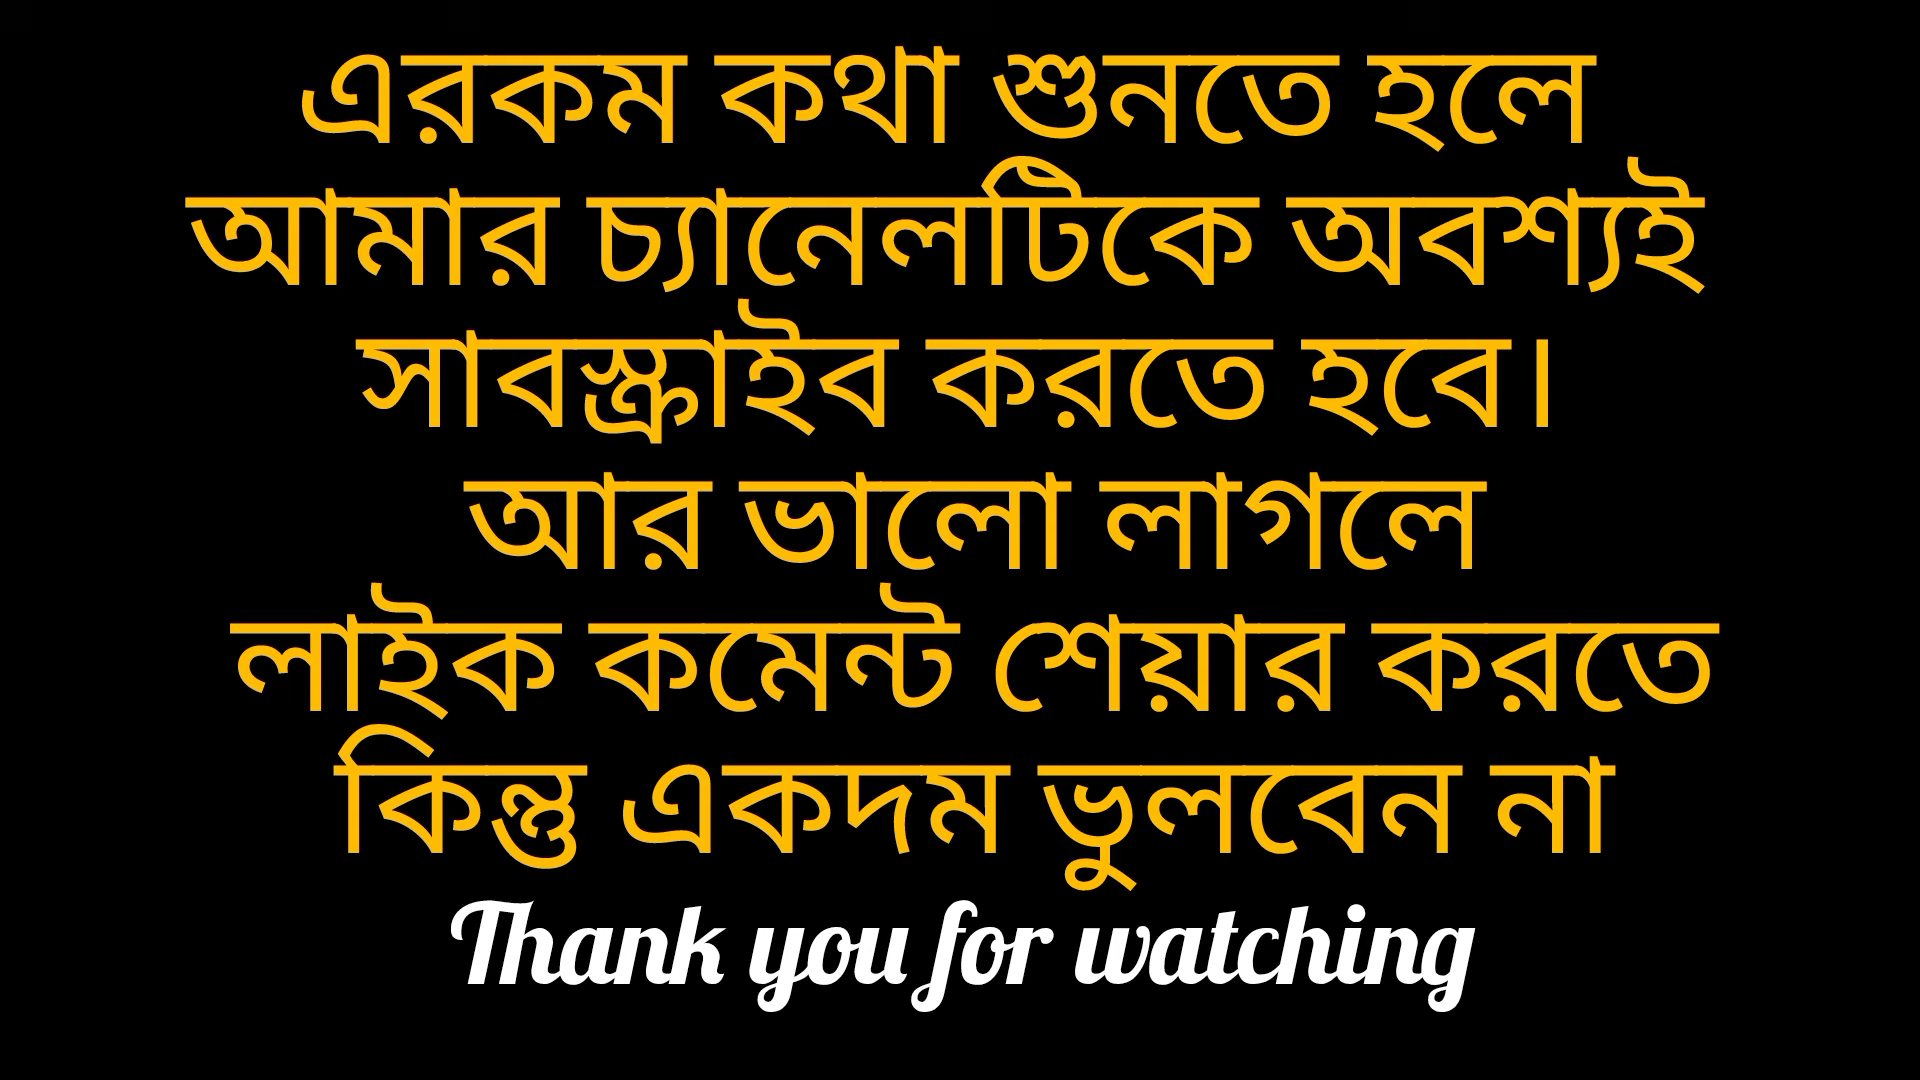 এরকম কথা শুনতে হলে
আমার চ্যানেলটিকে অবশ্যই
সাবস্ক্রাইব করতে হবে।
আর ভালো লাগলে
লাইক কমেন্ট শেয়ার করতে
কিন্তু একদম ভুলবেন না
Thank you for watching